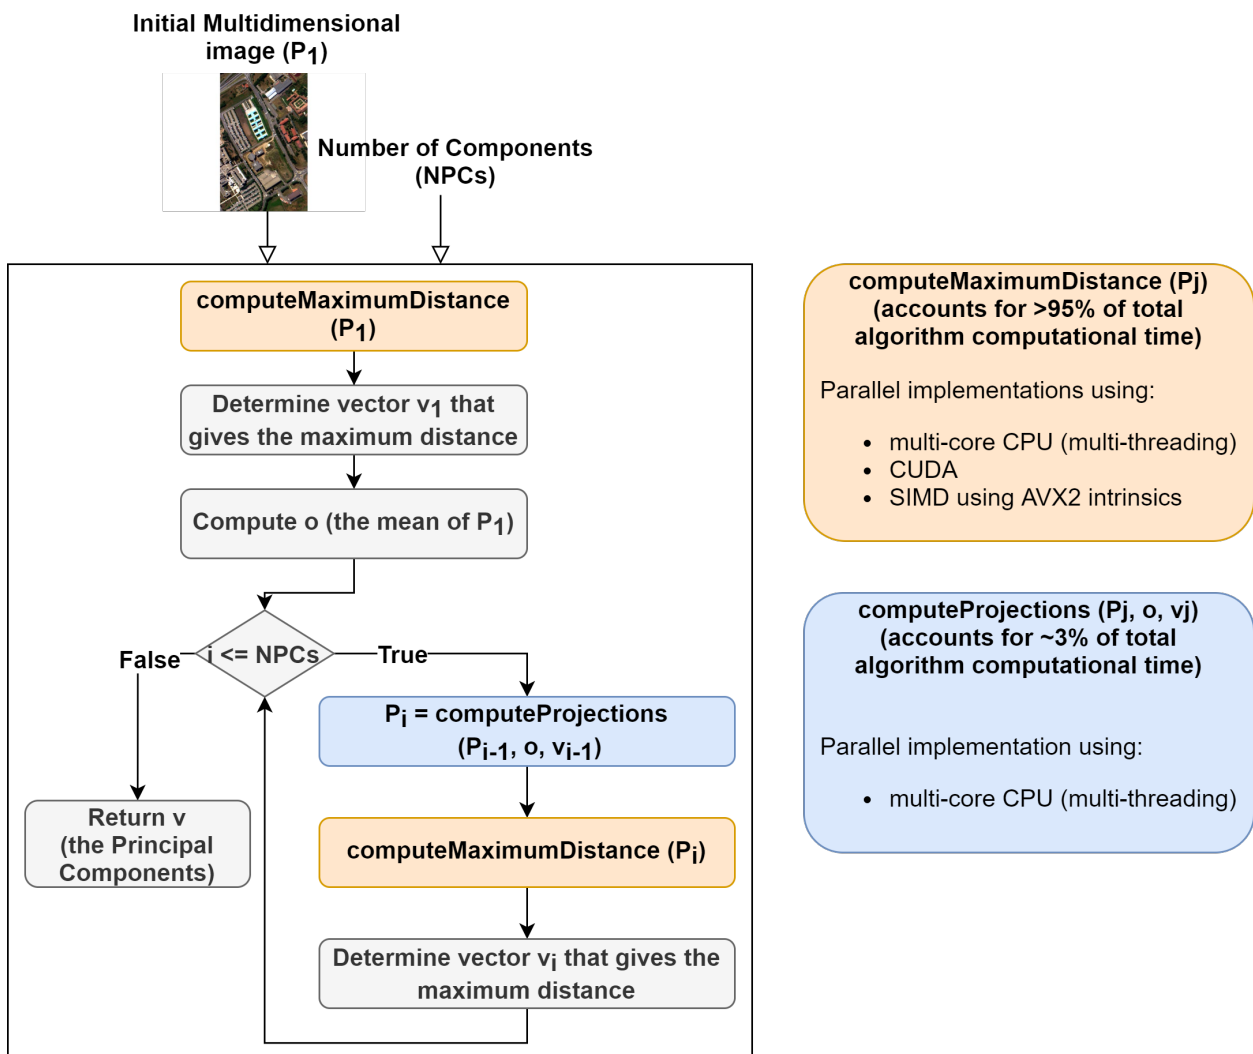 Initial Multidimensional
image (P1)
Number of Components
(NPCs)
computeMaximumDistance
(P1)
Determine vector v1 that
gives the maximum distance
Compute o (the mean of P1)
i <= NPCs
False
True
Pi = computeProjections
(Pi-1, o, vi-1)
computeMaximumDistance (Pi)
Determine vector vi that gives the
maximum distance
Return v
(the Principal
Components)
computeMaximumDistance (Pj)
(accounts for >95% of total
algorithm computational time)
Parallel implementations using:
• multi-core CPU (multi-threading)
• CUDA
• SIMD using AVX2 intrinsics
computeProjections (Pj, o, vj)
(accounts for ~3% of total
algorithm computational time)
Parallel implementation using:
• multi-core CPU (multi-threading)